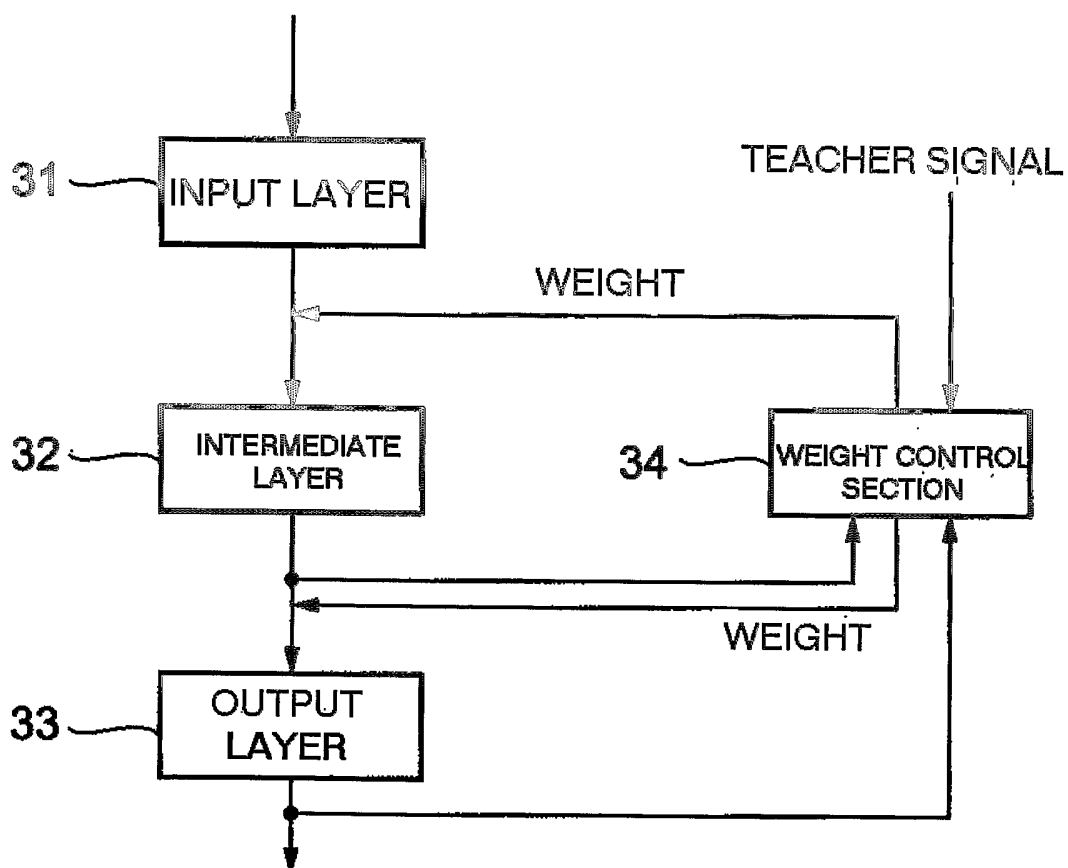 31
INPUT LAYER
TEACHER SIGNAL
WEIGHT
32
INTERMEDIATE
LAYER
34
WEIGHT CONTROL
SECTION
WEIGHT
33
OUTPUT
LAYER